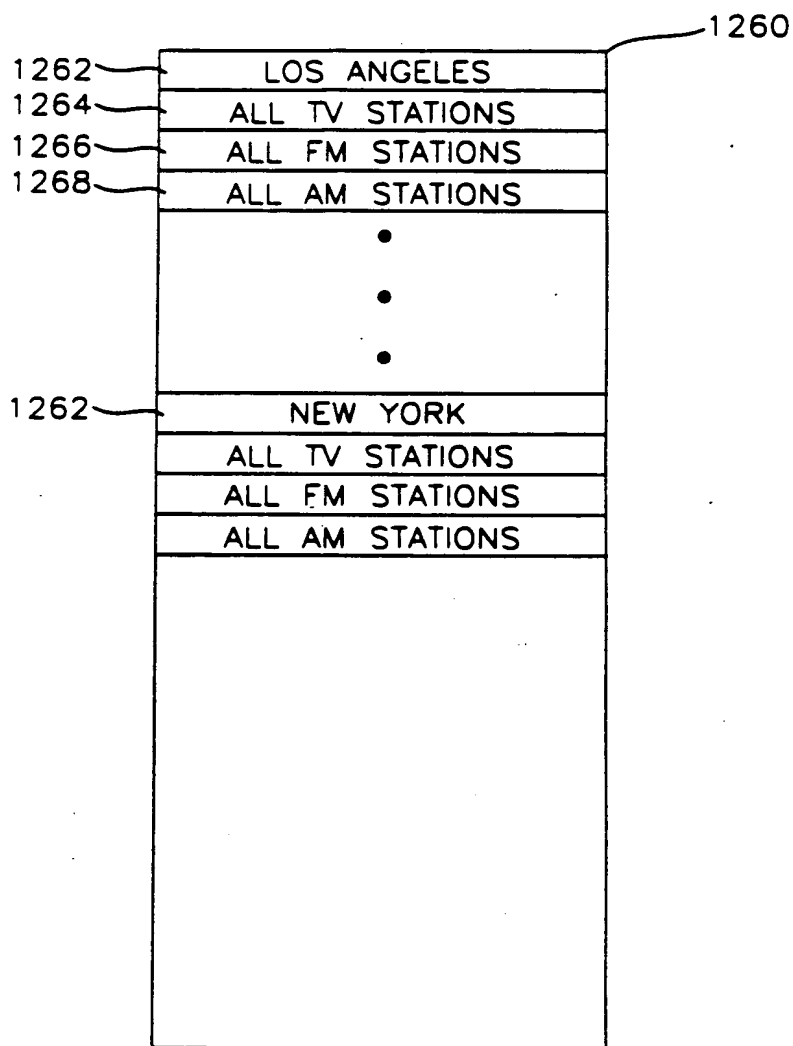 1260
1262 LOS ANGELES
1264 ALL TV STATIONS
1266 ALL FM STATIONS
1268 ALL AM STATIONS
1262 NEW YORK
ALL TV STATIONS
ALL FM STATIONS
ALL AM STATIONS